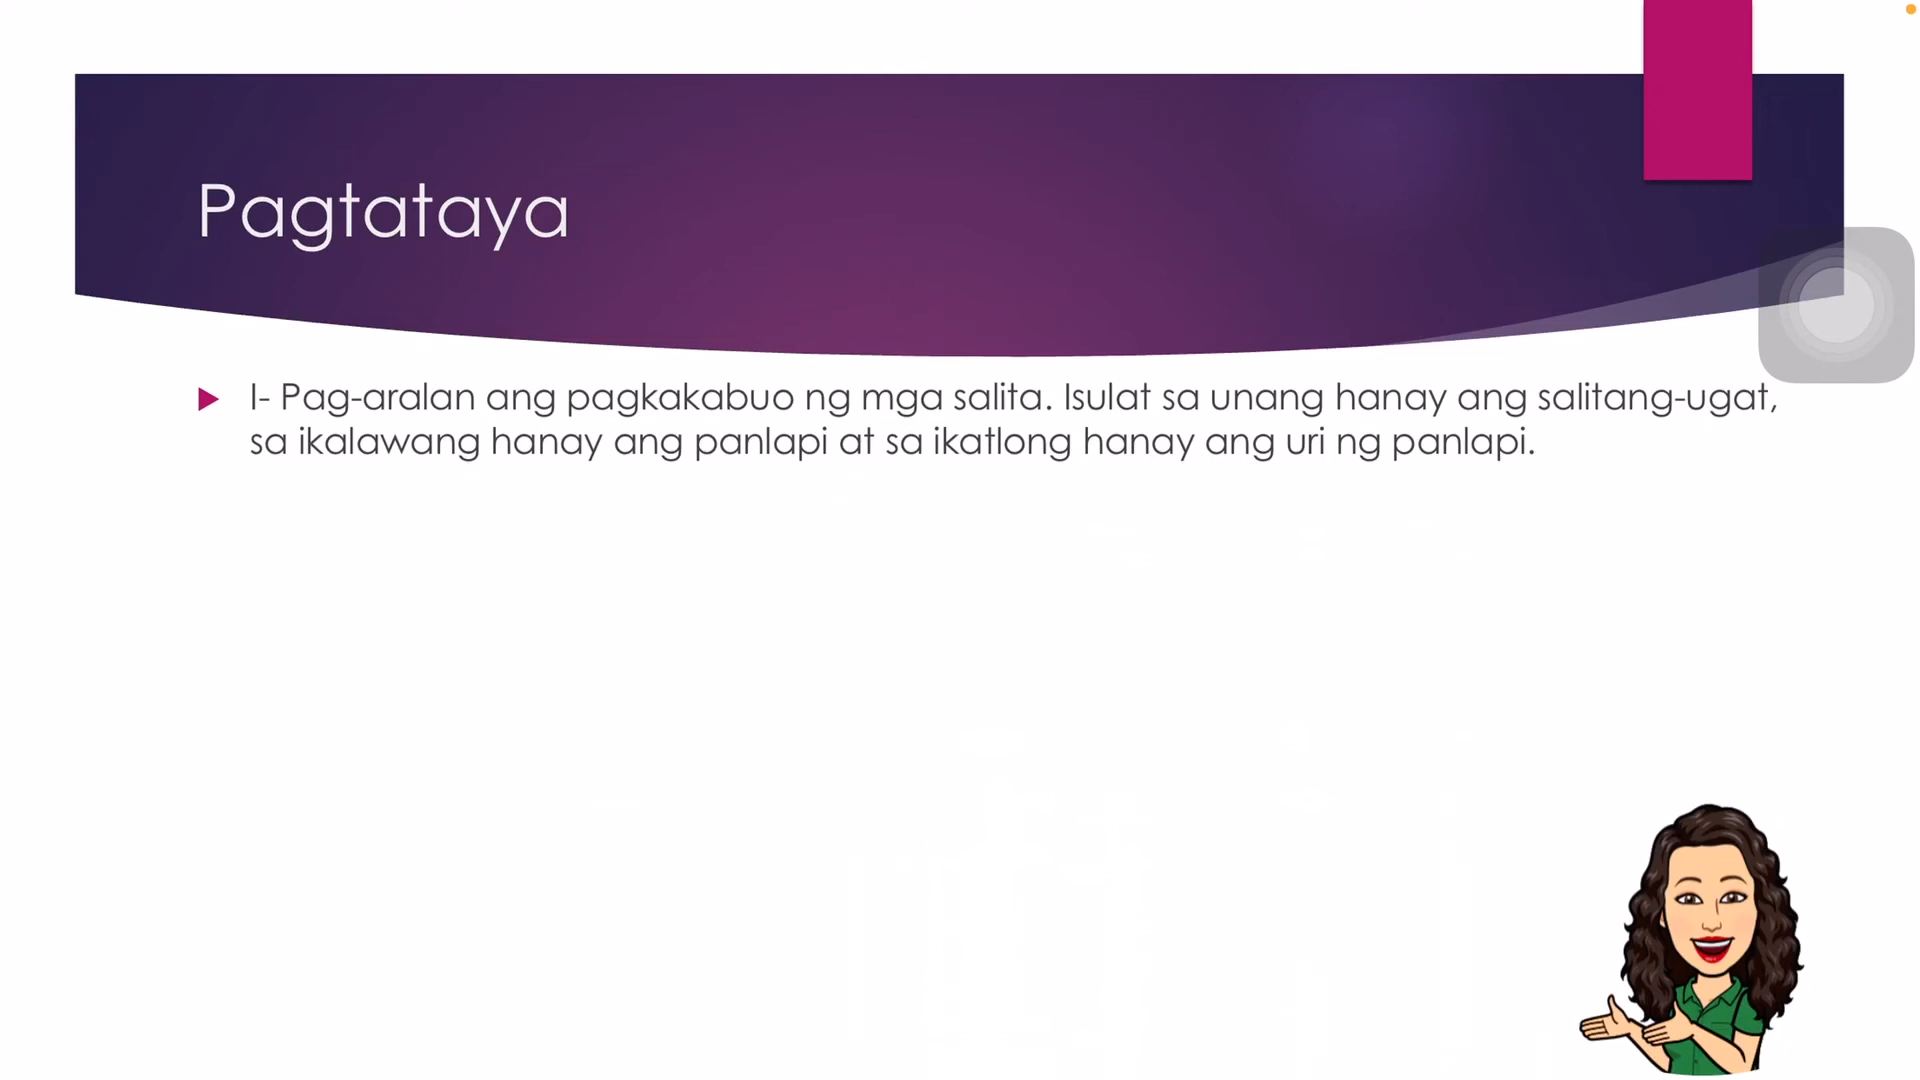 Pagtataya
I- Pag-aralan ang pagkakabuo ng mga salita. Isulat sa unang hanay ang salitang-ugat,
sa ikalawang hanay ang panlapi at sa ikatlong hanay ang uri ng panlapi.